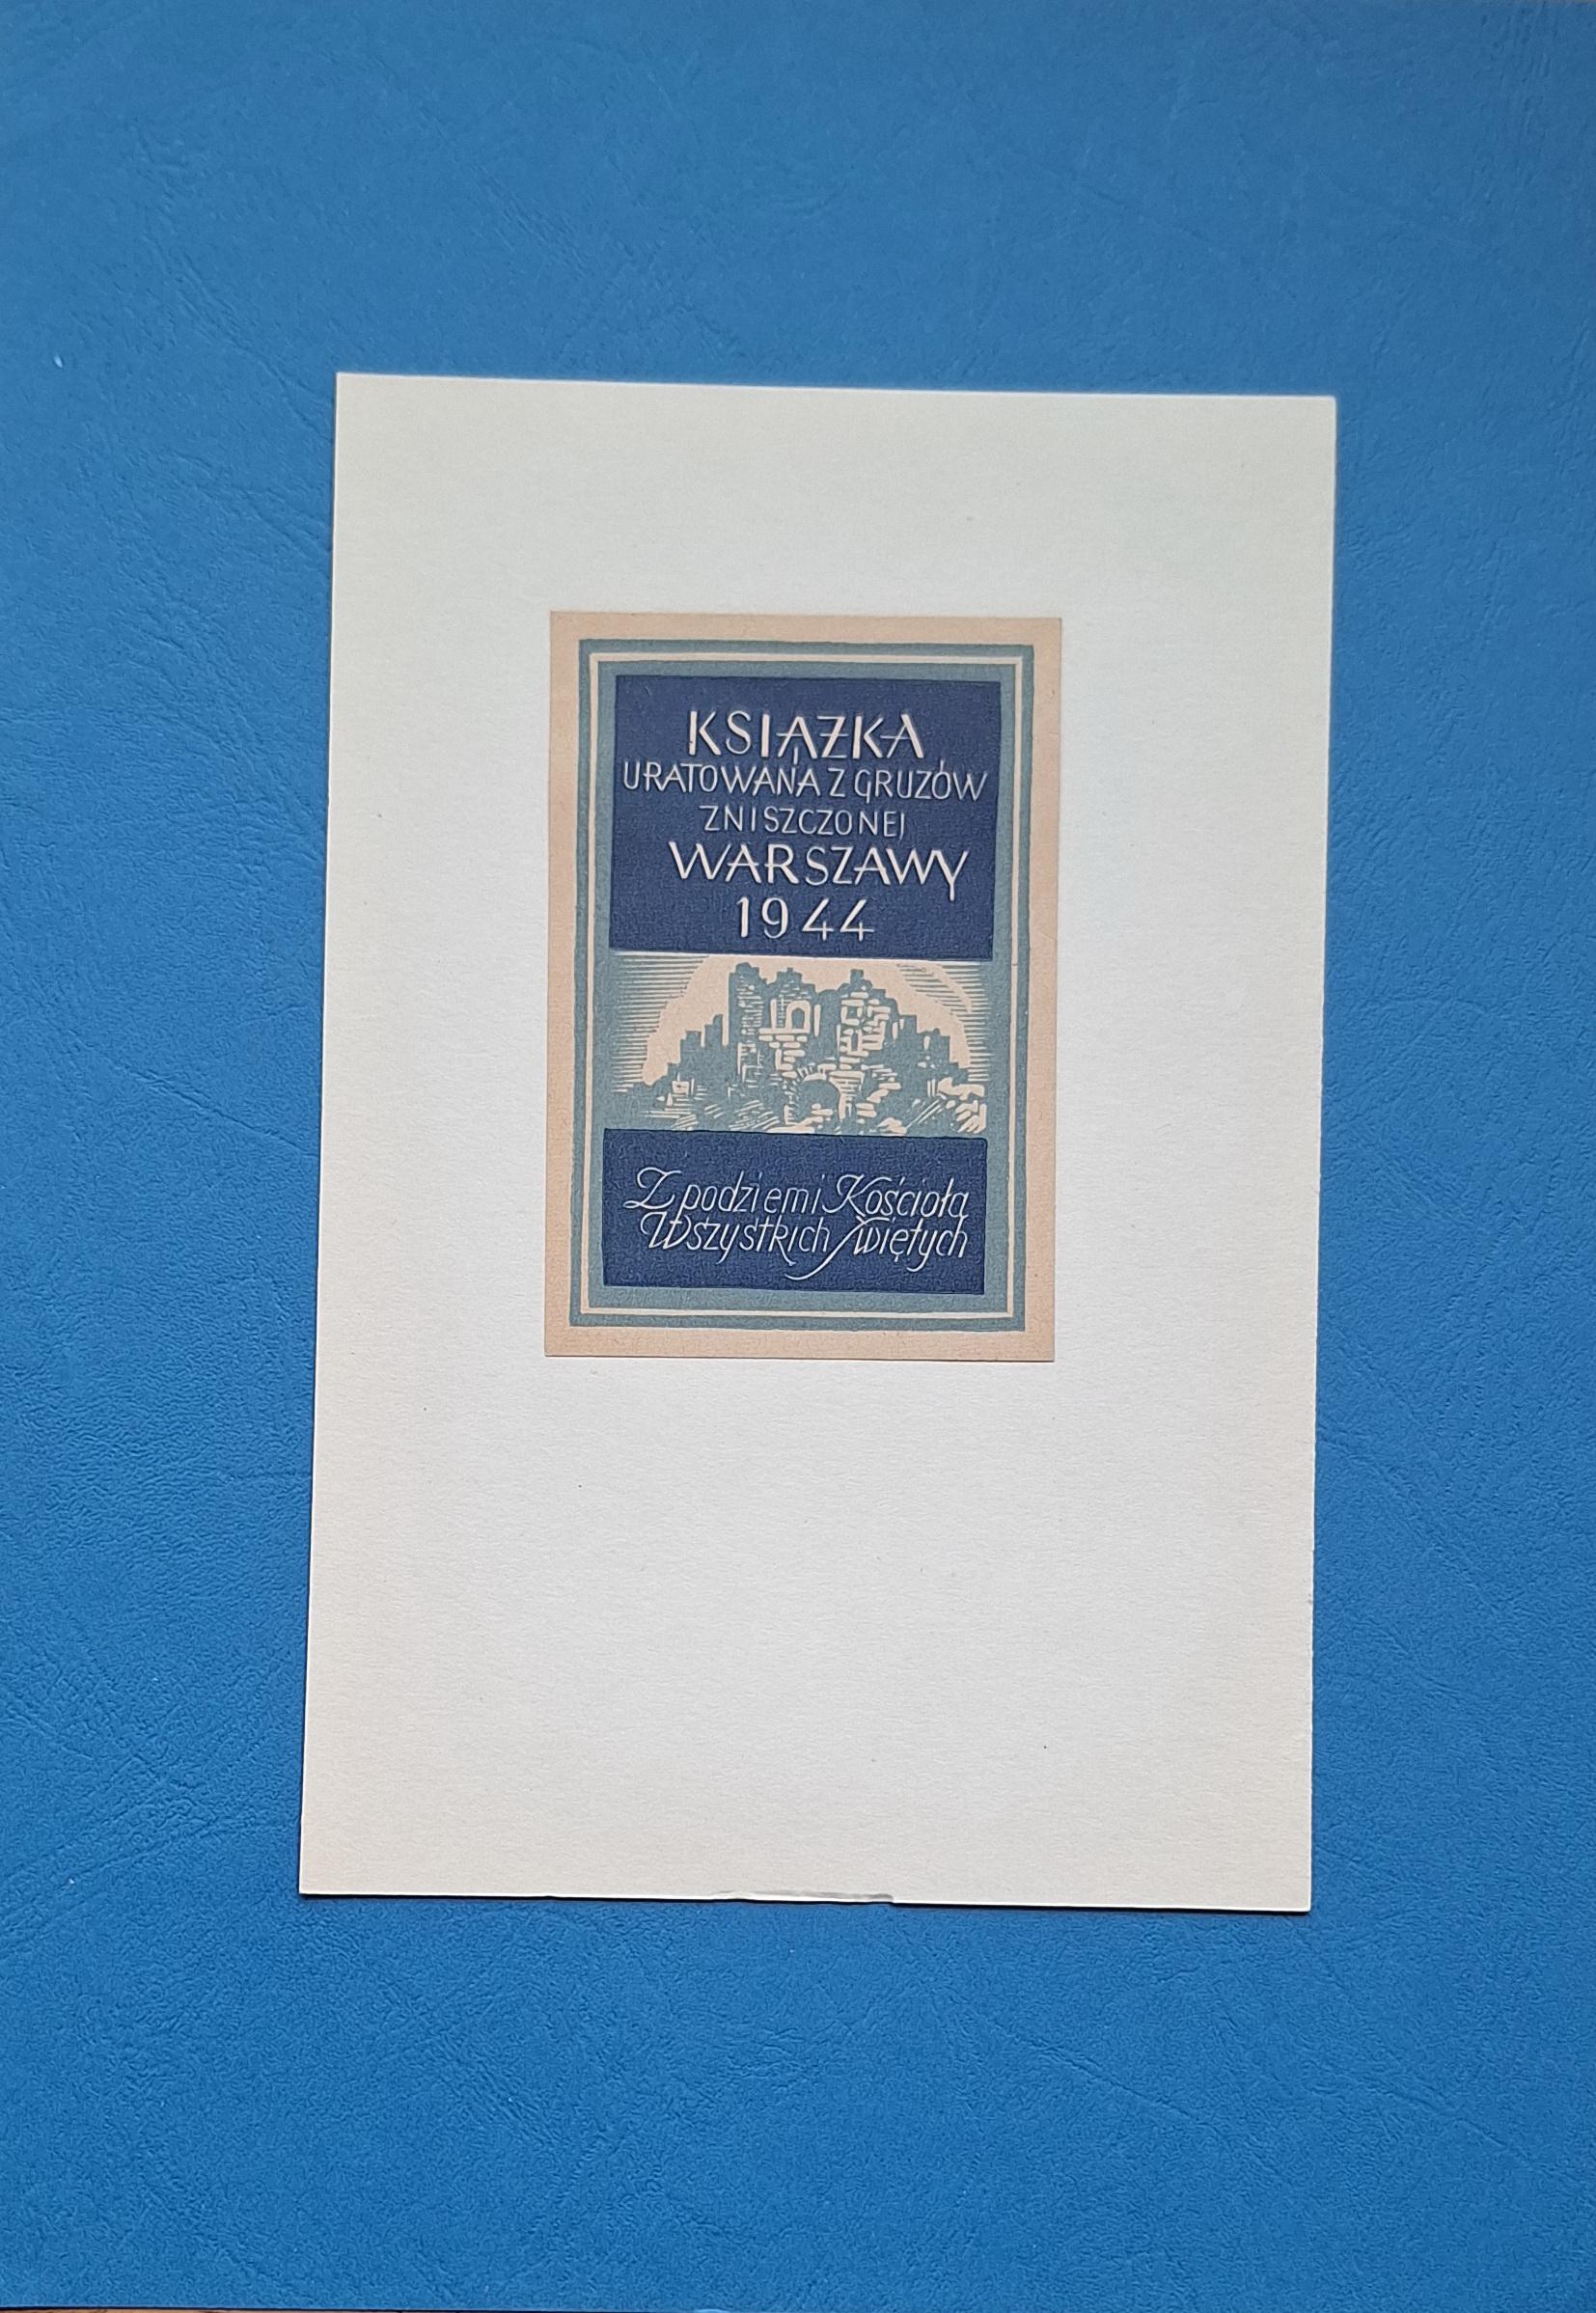 KSIĄŻKA
URATOWANA Z GRUZÓW
ZNISZCZONEJ
WARSZAWY
1944
Z podziemi Kościoła
Wszystkich Świętych